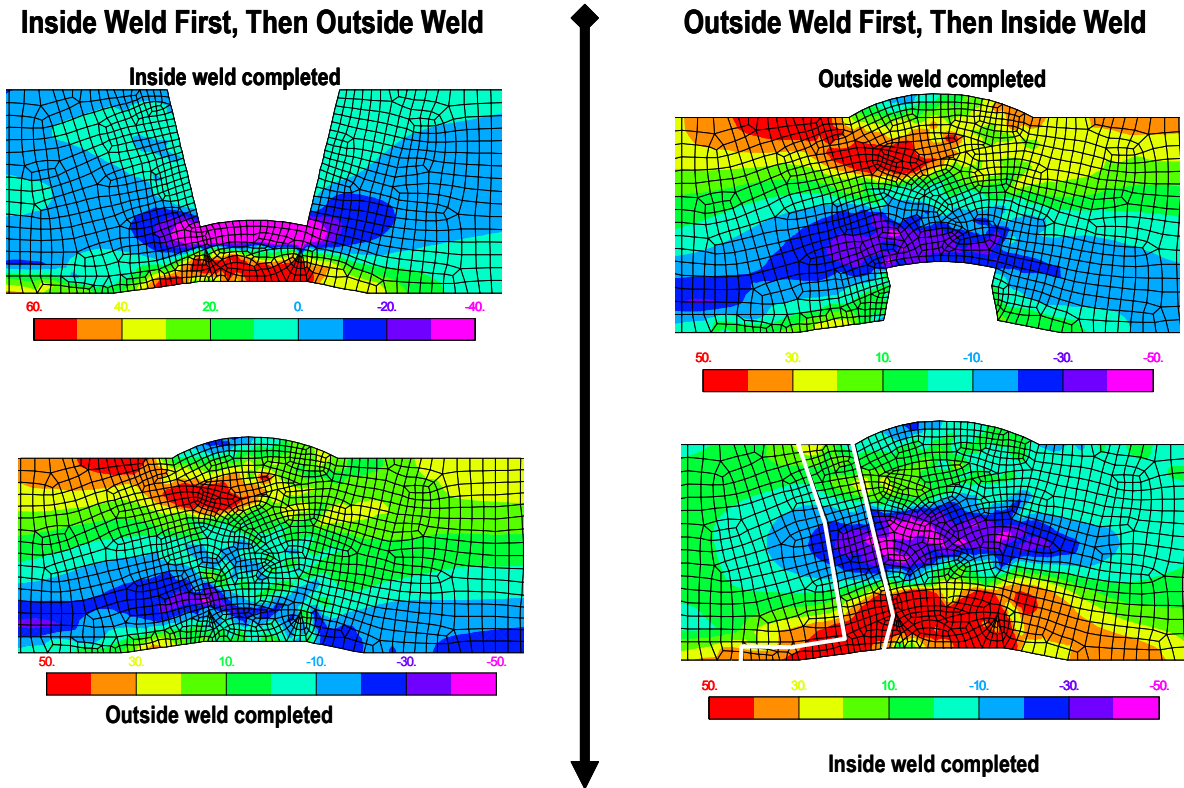 Inside Weld First, Then Outside Weld
Inside weld completed
60. 40. 20. 0. -20. -40.
50. 30. 10. -10. -30. -50.
Outside weld completed
Outside Weld First, Then Inside Weld
Outside weld completed
50. 30. 10. -10. -30. -50.
50. 30. 10. -10. -30. -50.
Inside weld completed